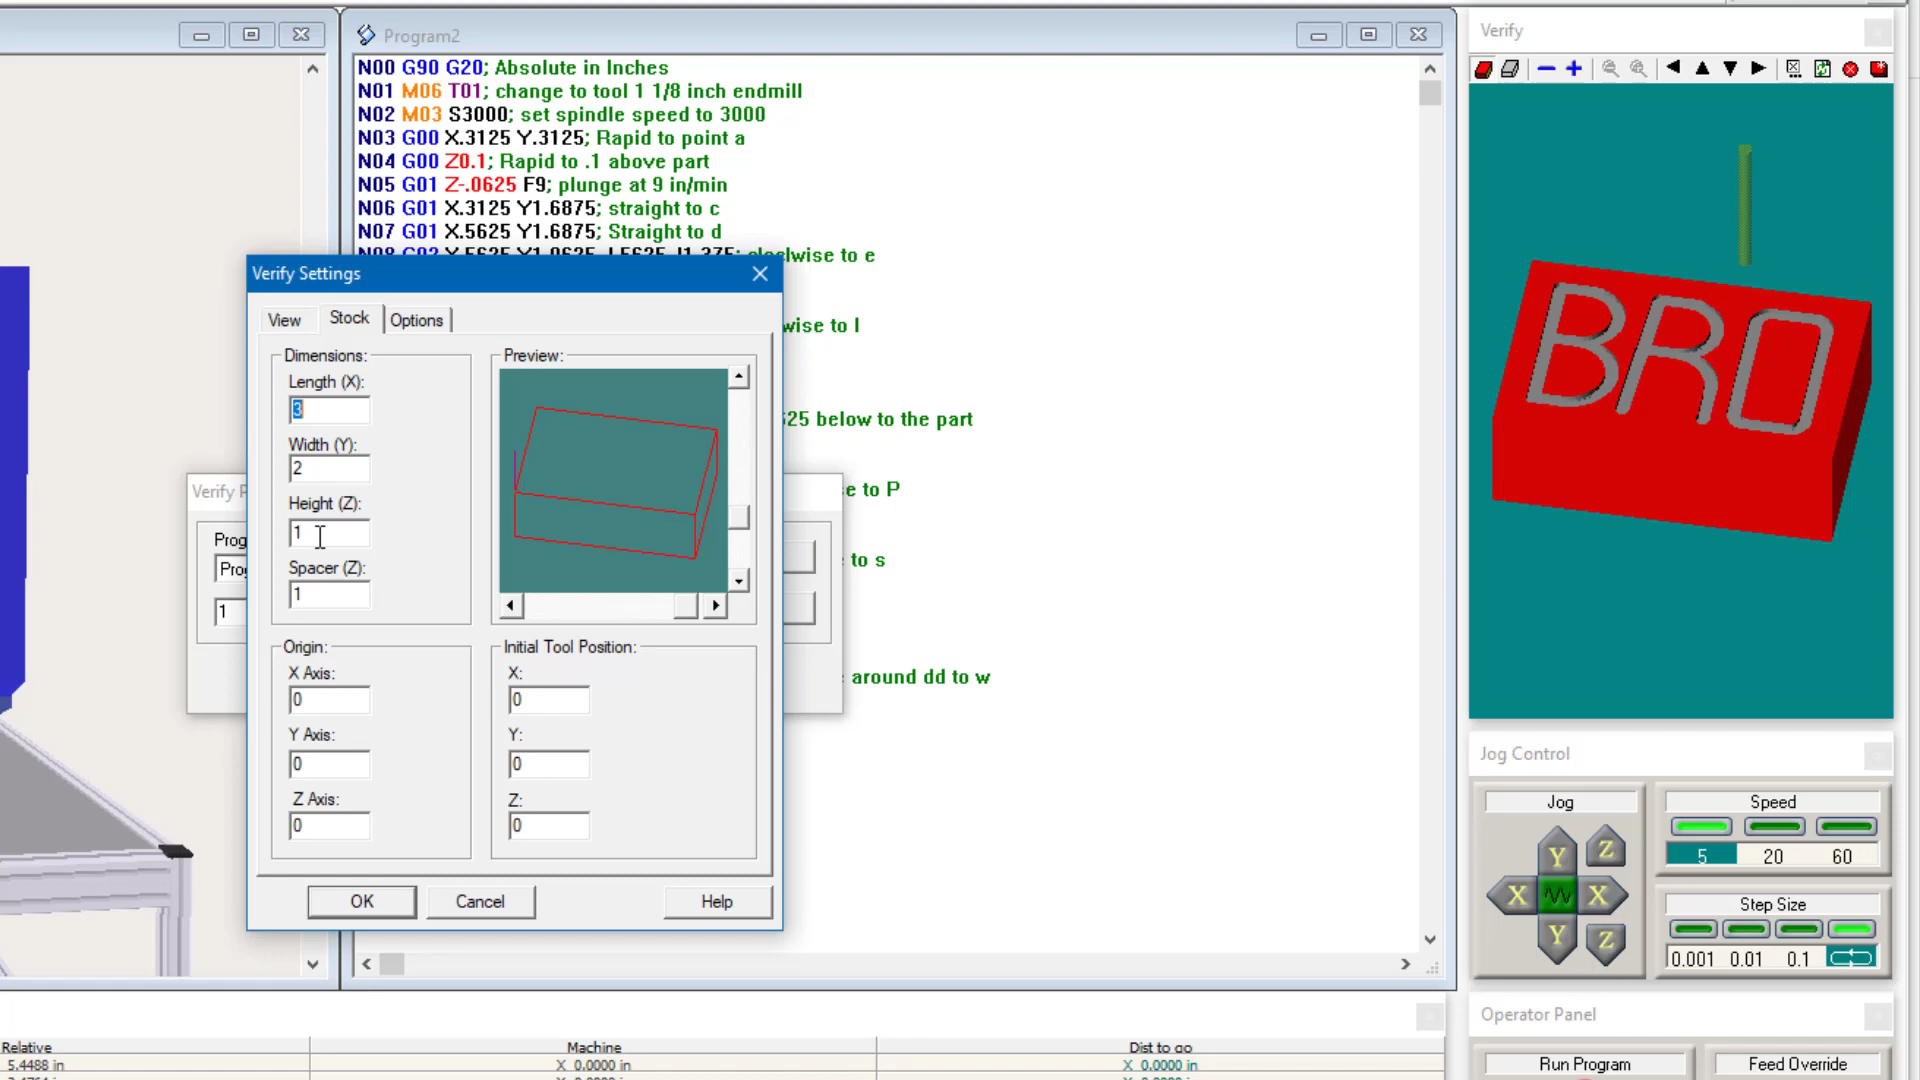 Program2
Verify
N00 G90 G20; Absolute in Inches
N01 M06 T01; change to tool 1 1/8 inch endmill
N02 M03 S3000; set spindle speed to 3000
N03 G00 X.3125 Y.3125; Rapid to point a
N04 G00 Z0.1; Rapid to .1 above part
N05 G01 Z-.0625 F9; plunge at 9 in/min
N06 G01 X.3125 Y1.6875; straight to c
N07 G01 X.5625 Y1.6875; Straight to d
to e
wise to l
625 below to the part
e to P
e to s
around dd to w
Verify Settings
View
Stock
Options
Dimensions:
Length (X):
3
Width (Y):
2
Height (Z):
1
Spacer (Z):
1
Preview:
Origin:
X Axis:
0
Y Axis:
0
Z Axis:
0
Initial Tool Position:
X:
0
Y:
0
Z:
0
OK
Cancel
Help
Verify P
Prog
Prog
1
BRO
Jog Control
Jog
Y
Z
X
X
Y
Z
Speed
5
20
60
Step Size
0.001
0.01
0.1
Operator Panel
Run Program
Feed Override
Relative
Machine
Dist to go
5.4488 in
X 0.0000 in
X 0.0000 in